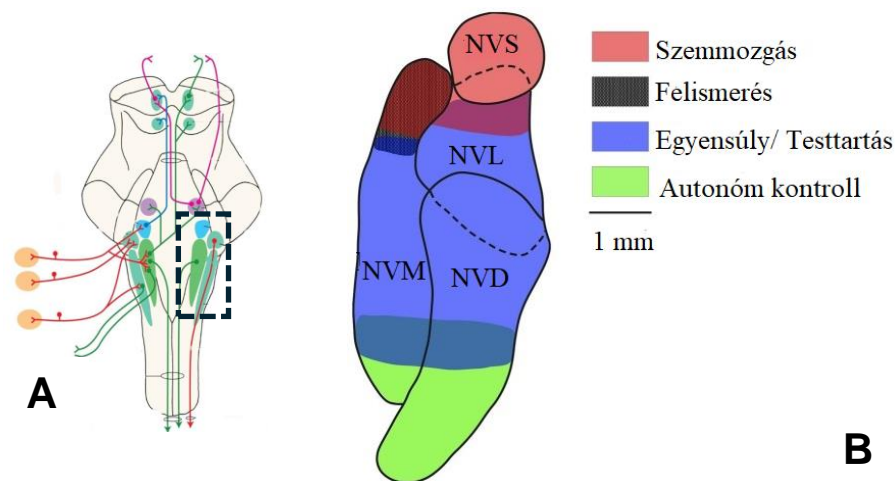 A
NVS
NVL
NVM
NVD
Szemmozgás
Felismerés
Egyensúly/ Testtartás
Autonóm kontroll
1 mm
B